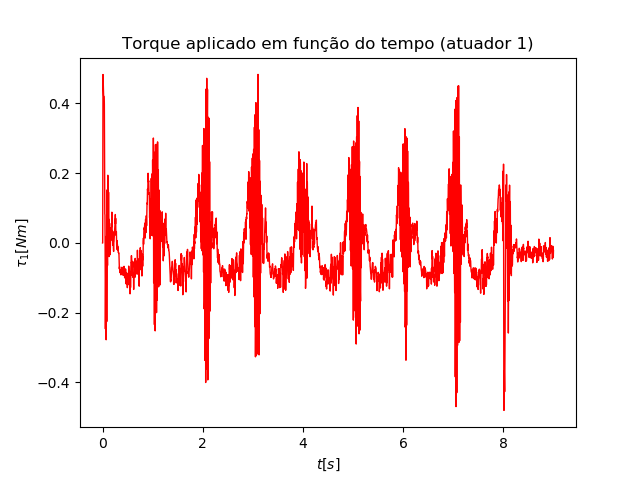 Torque aplicado em função do tempo (atuador 1)
0.4
0.2
0.0
−0.2
−0.4
τ1[Nm]
0 2 4 6 8
t[s]